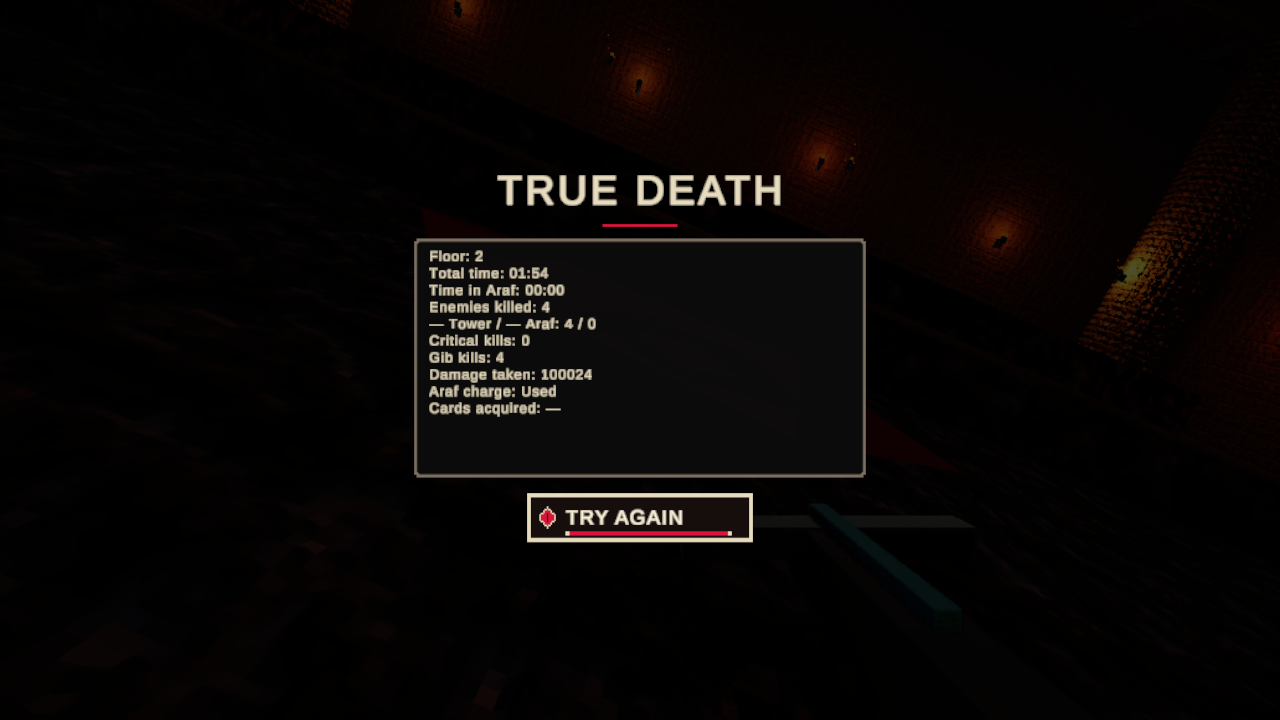 TRUE DEATH
Floor: 2
Total time: 01:54
Time in Araf: 00:00
Enemies killed: 4
— Tower / — Araf: 4 / 0
Critical kills: 0
Gib kills: 4
Damage taken: 100024
Araf charge: Used
Cards acquired: —
TRY AGAIN